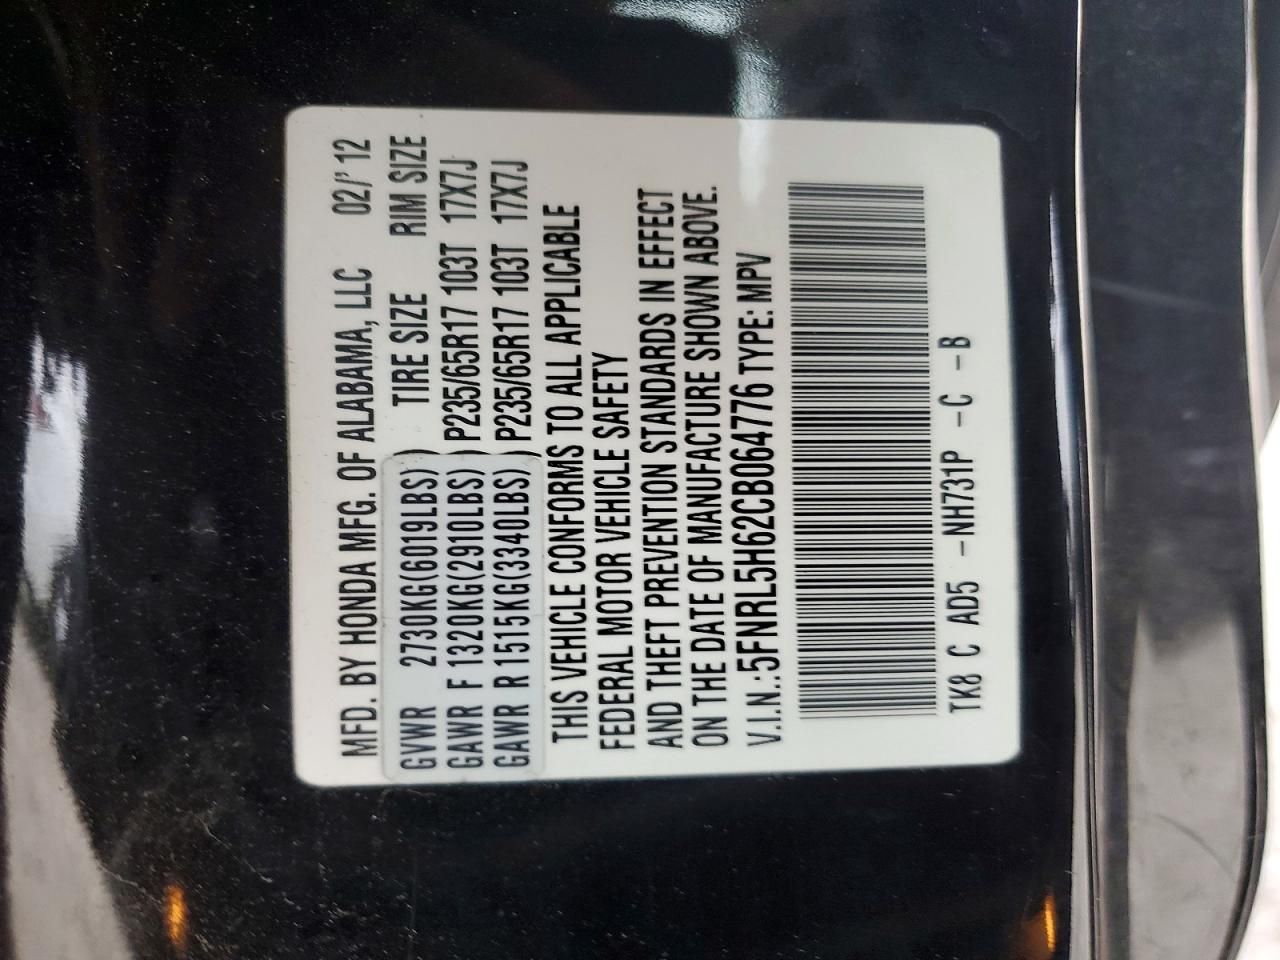 MFD. BY HONDA MFG. OF ALABAMA, LLC 02/' 12
GVWR 2730KG(6019LBS) TIRE SIZE RIM SIZE
GAWR F 1320KG(2910LBS) P235/65R17 103T 17X7J
GAWR R 1515KG(3340LBS) P235/65R17 103T 17X7J
THIS VEHICLE CONFORMS TO ALL APPLICABLE
FEDERAL MOTOR VEHICLE SAFETY
AND THEFT PREVENTION STANDARDS IN EFFECT
ON THE DATE OF MANUFACTURE SHOWN ABOVE.
V.I.N.:5FNRL5H62CB064776 TYPE: MPV
TK8 C AD5 -NH731P -C -B